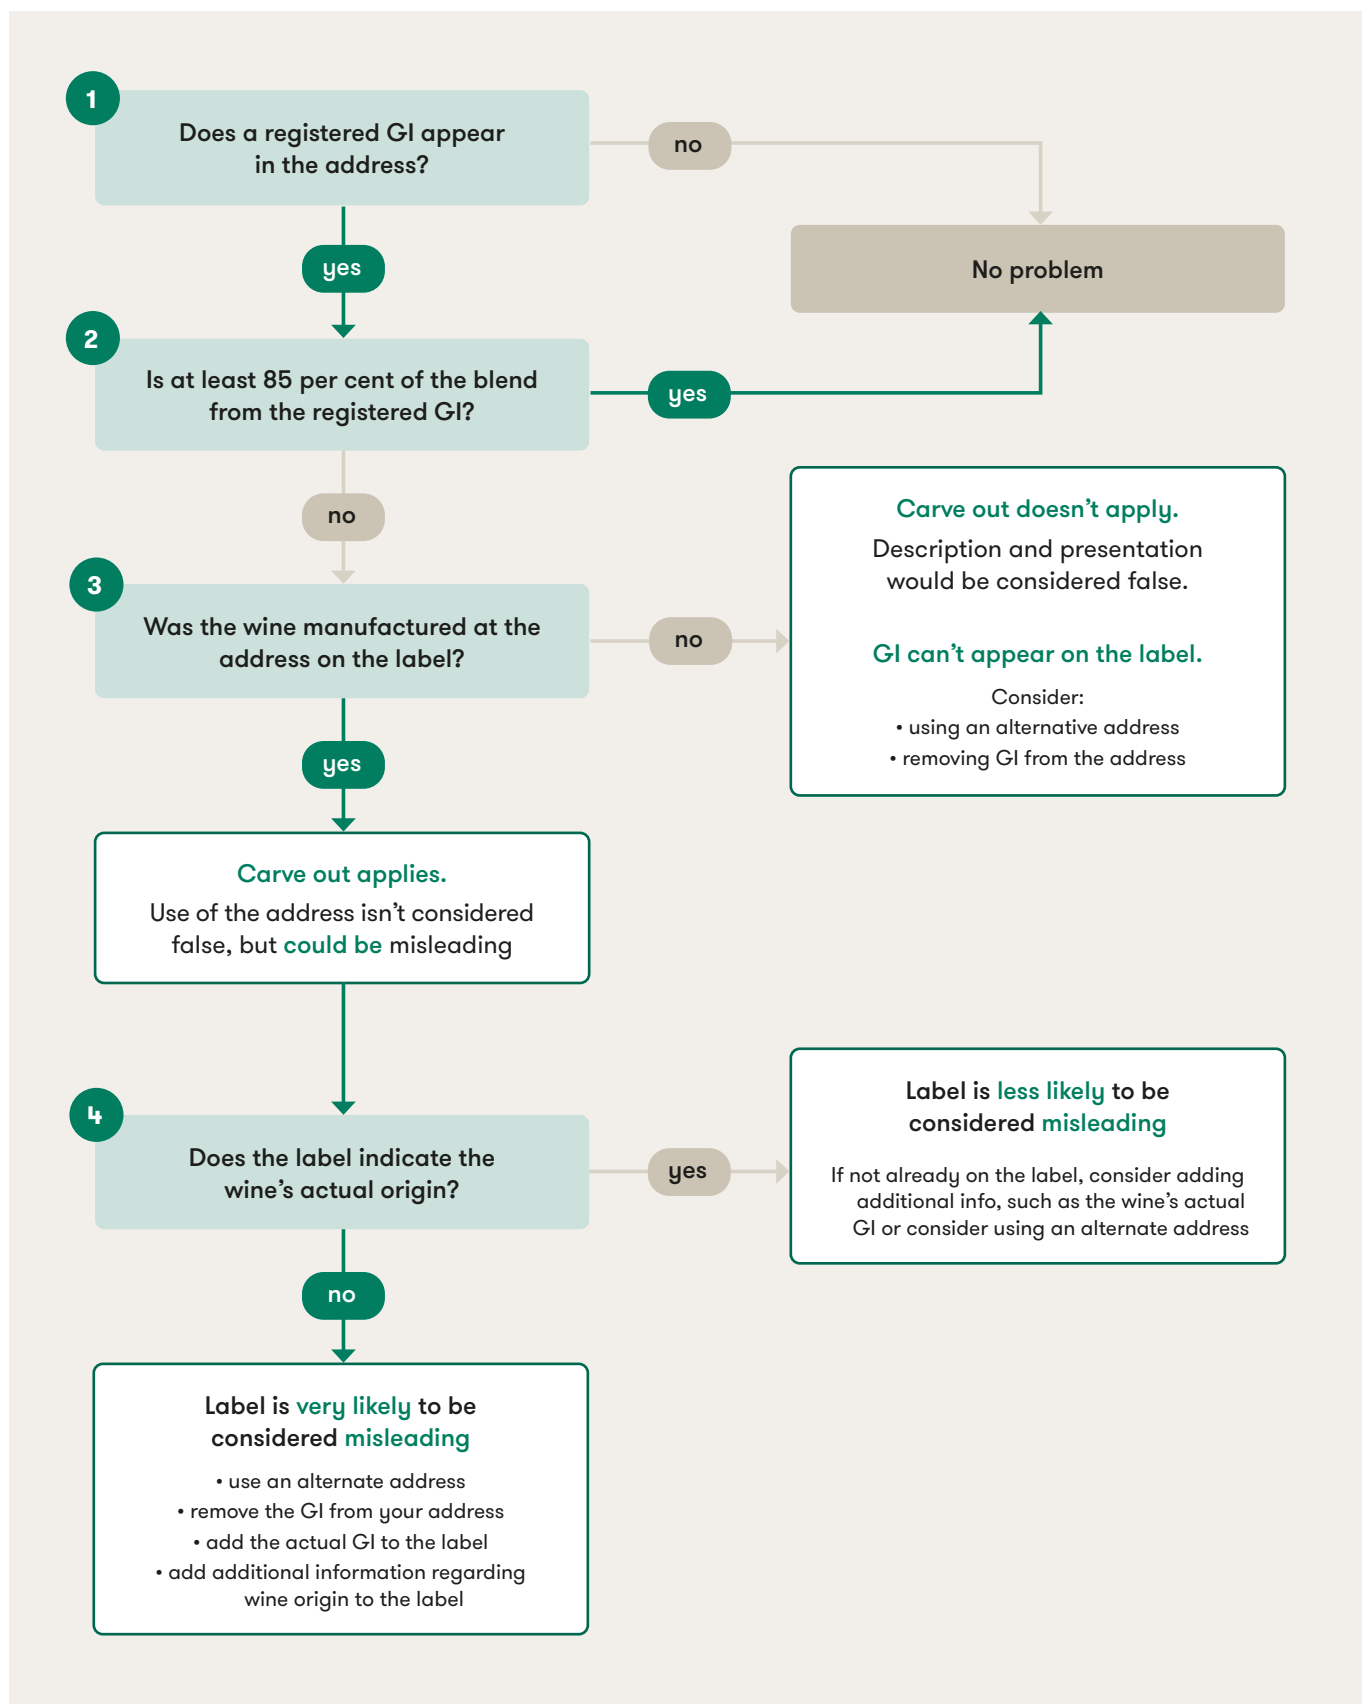 1
Does a registered GI appear
in the address?
no
yes
No problem
2
Is at least 85 per cent of the blend
from the registered GI?
yes
no
3
Was the wine manufactured at the
address on the label?
no
Carve out doesn’t apply.
Description and presentation
would be considered false.
GI can’t appear on the label.
Consider:
• using an alternative address
• removing GI from the address
yes
Carve out applies.
Use of the address isn’t considered
false, but could be misleading
4
Does the label indicate the
wine’s actual origin?
yes
Label is less likely to be
considered misleading
If not already on the label, consider adding
additional info, such as the wine’s actual
GI or consider using an alternate address
no
Label is very likely to be
considered misleading
• use an alternate address
• remove the GI from your address
• add the actual GI to the label
• add additional information regarding
wine origin to the label